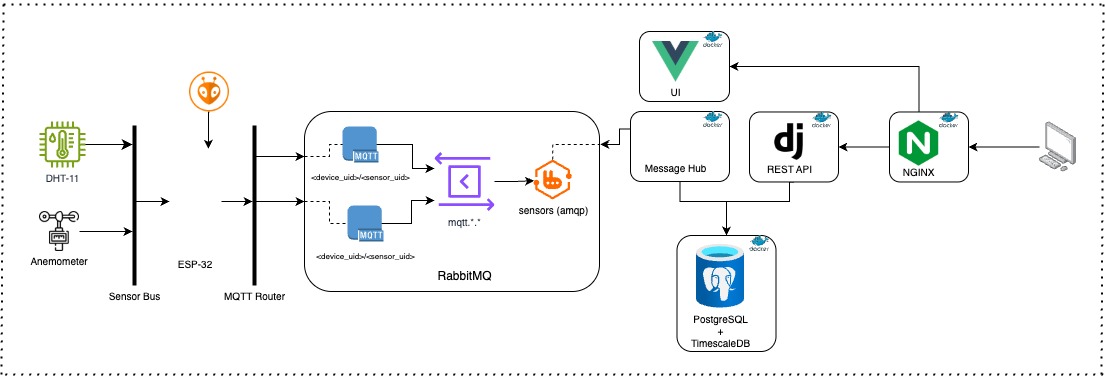 DHT-11
Anemometer
Sensor Bus
ESP-32
MQTT Router
MQTT
<device_uid>/<sensor_uid>
MQTT
<device_uid>/<sensor_uid>
mqtt.*.*
sensors (amqp)
RabbitMQ
docker
UI
docker
Message Hub
docker
dj
REST API
docker
N
NGINX
docker
PostgreSQL
+
TimescaleDB